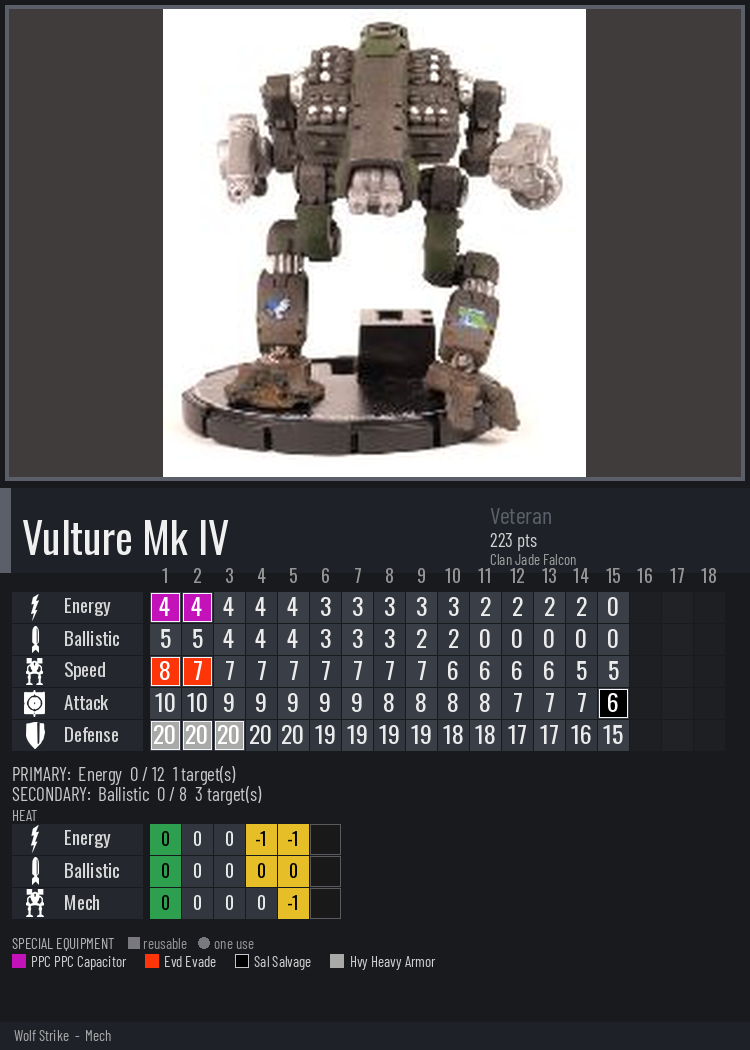 Vulture Mk IV
Veteran
223 pts
Clan Jade Falcon
1 2 3 4 5 6 7 8 9 10 11 12 13 14 15 16 17 18
Energy 4 4 4 4 4 3 3 3 3 3 2 2 2 2 0
Ballistic 5 5 4 4 4 3 3 3 2 2 0 0 0 0 0
Speed 8 7 7 7 7 7 7 7 7 6 6 6 6 5 5
Attack 10 10 9 9 9 9 9 8 8 8 8 7 7 7 6
Defense 20 20 20 20 20 19 19 19 19 18 18 17 17 16 15
PRIMARY: Energy 0 / 12 1 target(s)
SECONDARY: Ballistic 0 / 8 3 target(s)
HEAT
Energy 0 0 0 -1 -1
Ballistic 0 0 0 0 0
Mech 0 0 0 0 -1
SPECIAL EQUIPMENT reusable one use
PPC PPC Capacitor Evd Evade Sal Salvage Hvy Heavy Armor
Wolf Strike - Mech